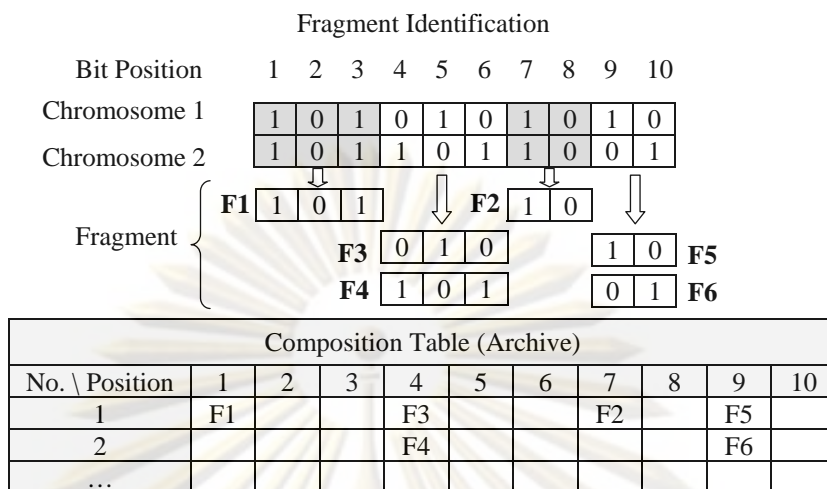 Fragment Identification
Bit Position 1 2 3 4 5 6 7 8 9 10
Chromosome 1 1 0 1 0 1 0 1 0 1 0
Chromosome 2 1 0 1 1 0 1 1 0 0 1
F1 1 0 1 F2 1 0
Fragment
F3 0 1 0 1 0 F5
F4 1 0 1 0 1 F6
Composition Table (Archive)
No. \ Position 1 2 3 4 5 6 7 8 9 10
1 F1 F3 F2 F5
2 F4 F6
…